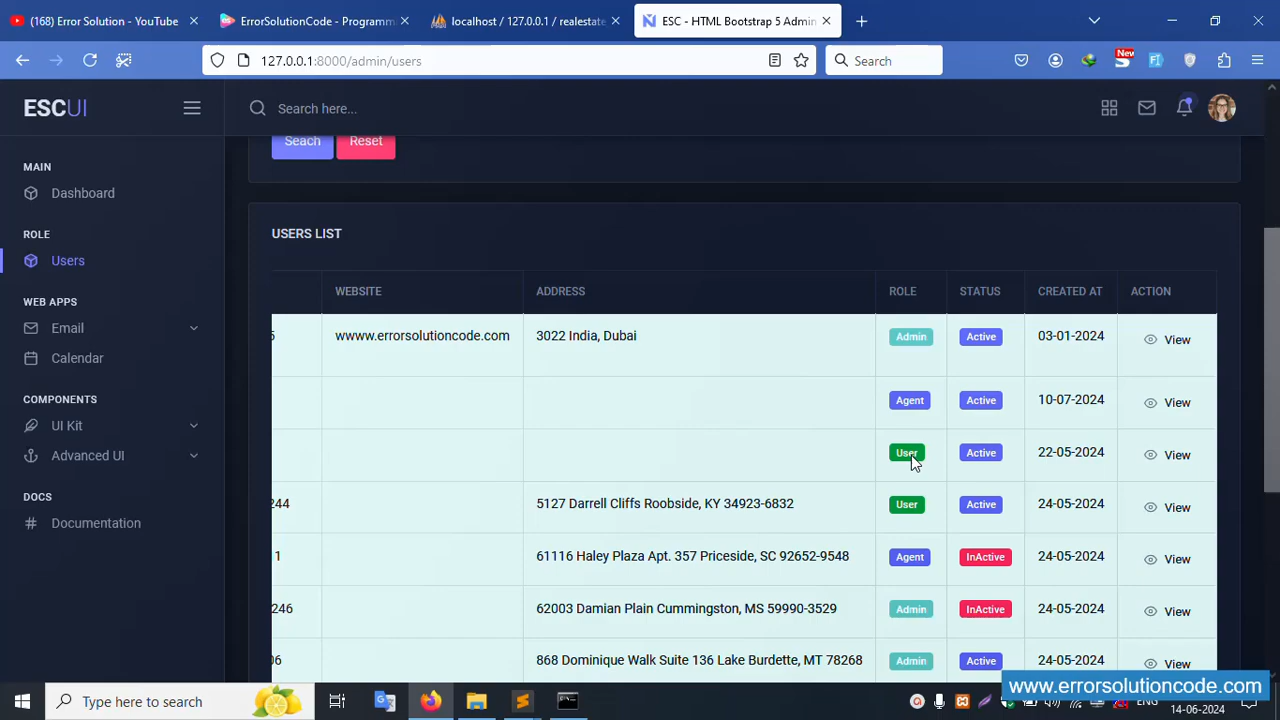 (168) Error Solution - YouTube
ErrorSolutionCode - Programm
localhost / 127.0.0.1 / realestate
ESC - HTML Bootstrap 5 Admin
127.0.0.1:8000/admin/users
Search
New
ESCUI
Search here...
MAIN
Dashboard
ROLE
Users
WEB APPS
Email
Calendar
COMPONENTS
UI Kit
Advanced UI
DOCS
Documentation
Seach
Reset
USERS LIST
WEBSITE ADDRESS ROLE STATUS CREATED AT ACTION
5 wwww.errorsolutioncode.com 3022 India, Dubai Admin Active 03-01-2024 View
Agent Active 10-07-2024 View
User Active 22-05-2024 View
244 5127 Darrell Cliffs Roobside, KY 34923-6832 User Active 24-05-2024 View
1 61116 Haley Plaza Apt. 357 Priceside, SC 92652-9548 Agent InActive 24-05-2024 View
246 62003 Damian Plain Cummingston, MS 59990-3529 Admin InActive 24-05-2024 View
06 868 Dominique Walk Suite 136 Lake Burdette, MT 78268 Admin Active 24-05-2024 View
www.errorsolutioncode.com
Type here to search
ENG
14-06-2024